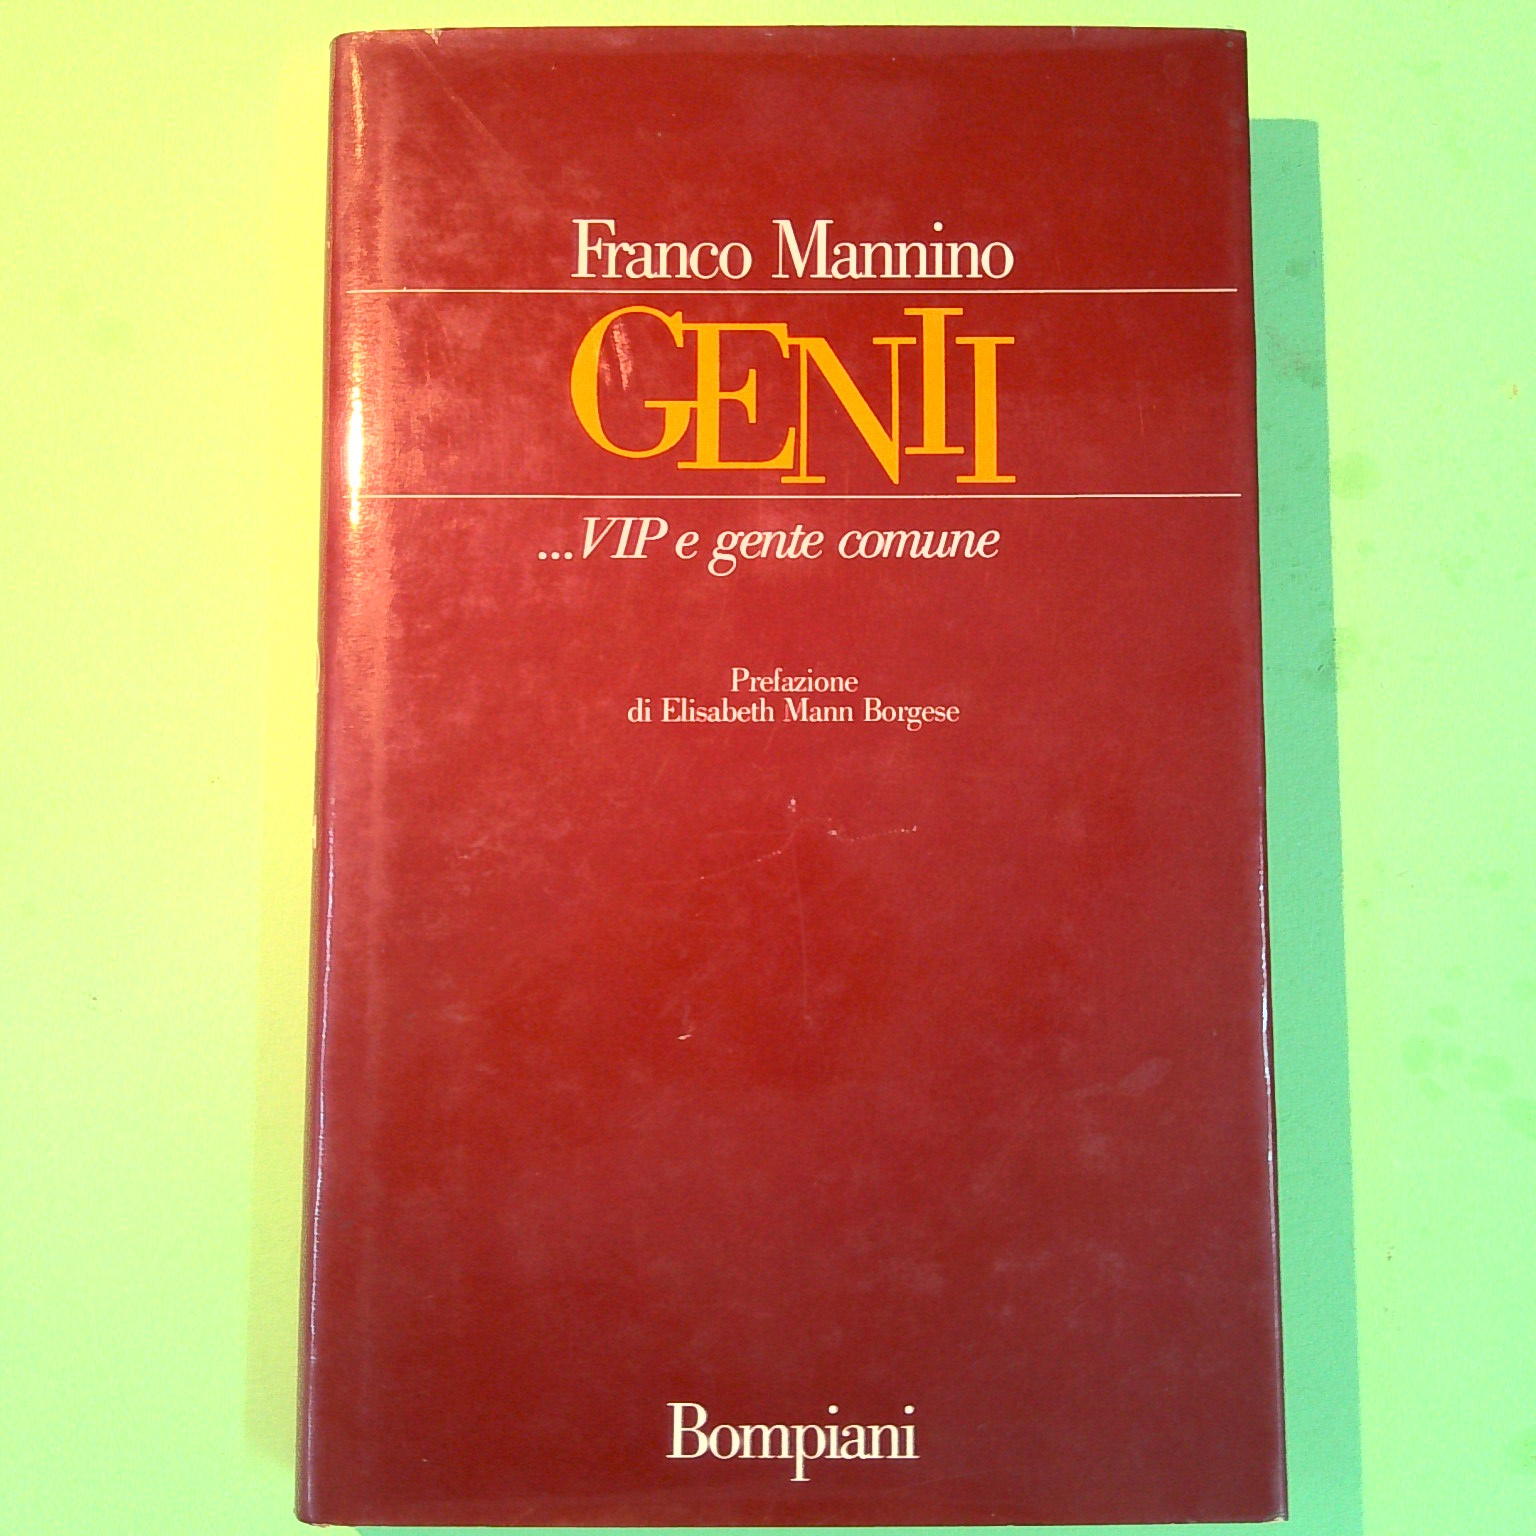 Franco Mannino
GENII
...VIP e gente comune
Prefazione
di Elisabeth Mann Borgese
Bompiani